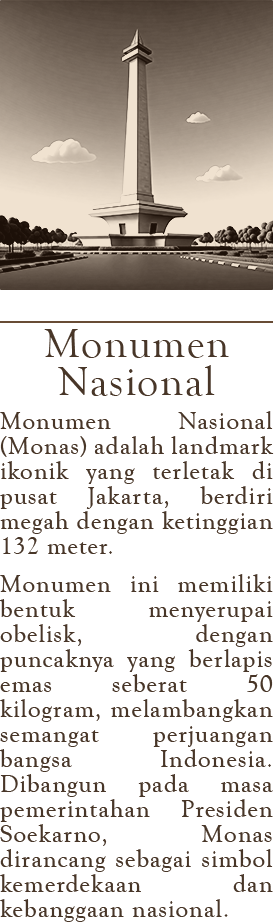 Monumen
Nasional
Monumen Nasional
(Monas) adalah landmark
ikonik yang terletak di
pusat Jakarta, berdiri
megah dengan ketinggian
132 meter.
Monumen ini memiliki
bentuk menyerupai
obelisk, dengan
puncaknya yang berlapis
emas seberat 50
kilogram, melambangkan
semangat perjuangan
bangsa Indonesia.
Dibangun pada masa
pemerintahan Presiden
Soekarno, Monas
dirancang sebagai simbol
kemerdekaan dan
kebanggaan nasional.